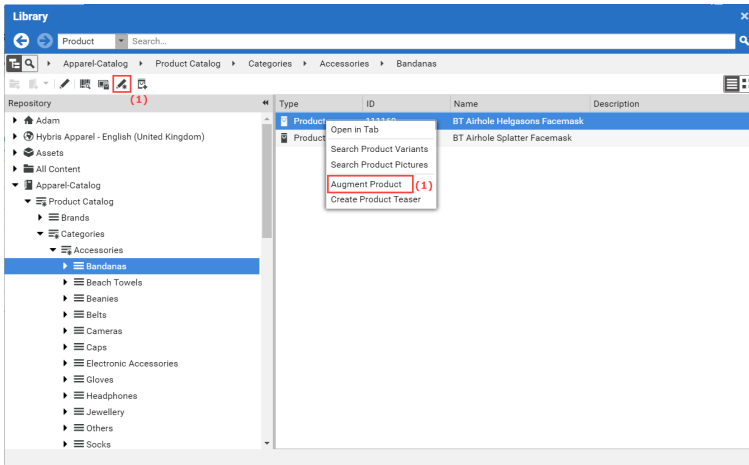 Library
Product Search...
Apparel-Catalog Product Catalog Categories Accessories Bandanas
(1)
Repository
Type ID Name Description
Adam
Hybris Apparel - English (United Kingdom)
Assets
All Content
Apparel-Catalog
Product Catalog
Brands
Categories
Accessories
Bandanas
Beach Towels
Beanies
Belts
Cameras
Caps
Electronic Accessories
Gloves
Headphones
Jewellery
Others
Socks
Product BT Airhole Helgasons Facemask
Product BT Airhole Splatter Facemask
Open in Tab
Search Product Variants
Search Product Pictures
Augment Product (1)
Create Product Teaser